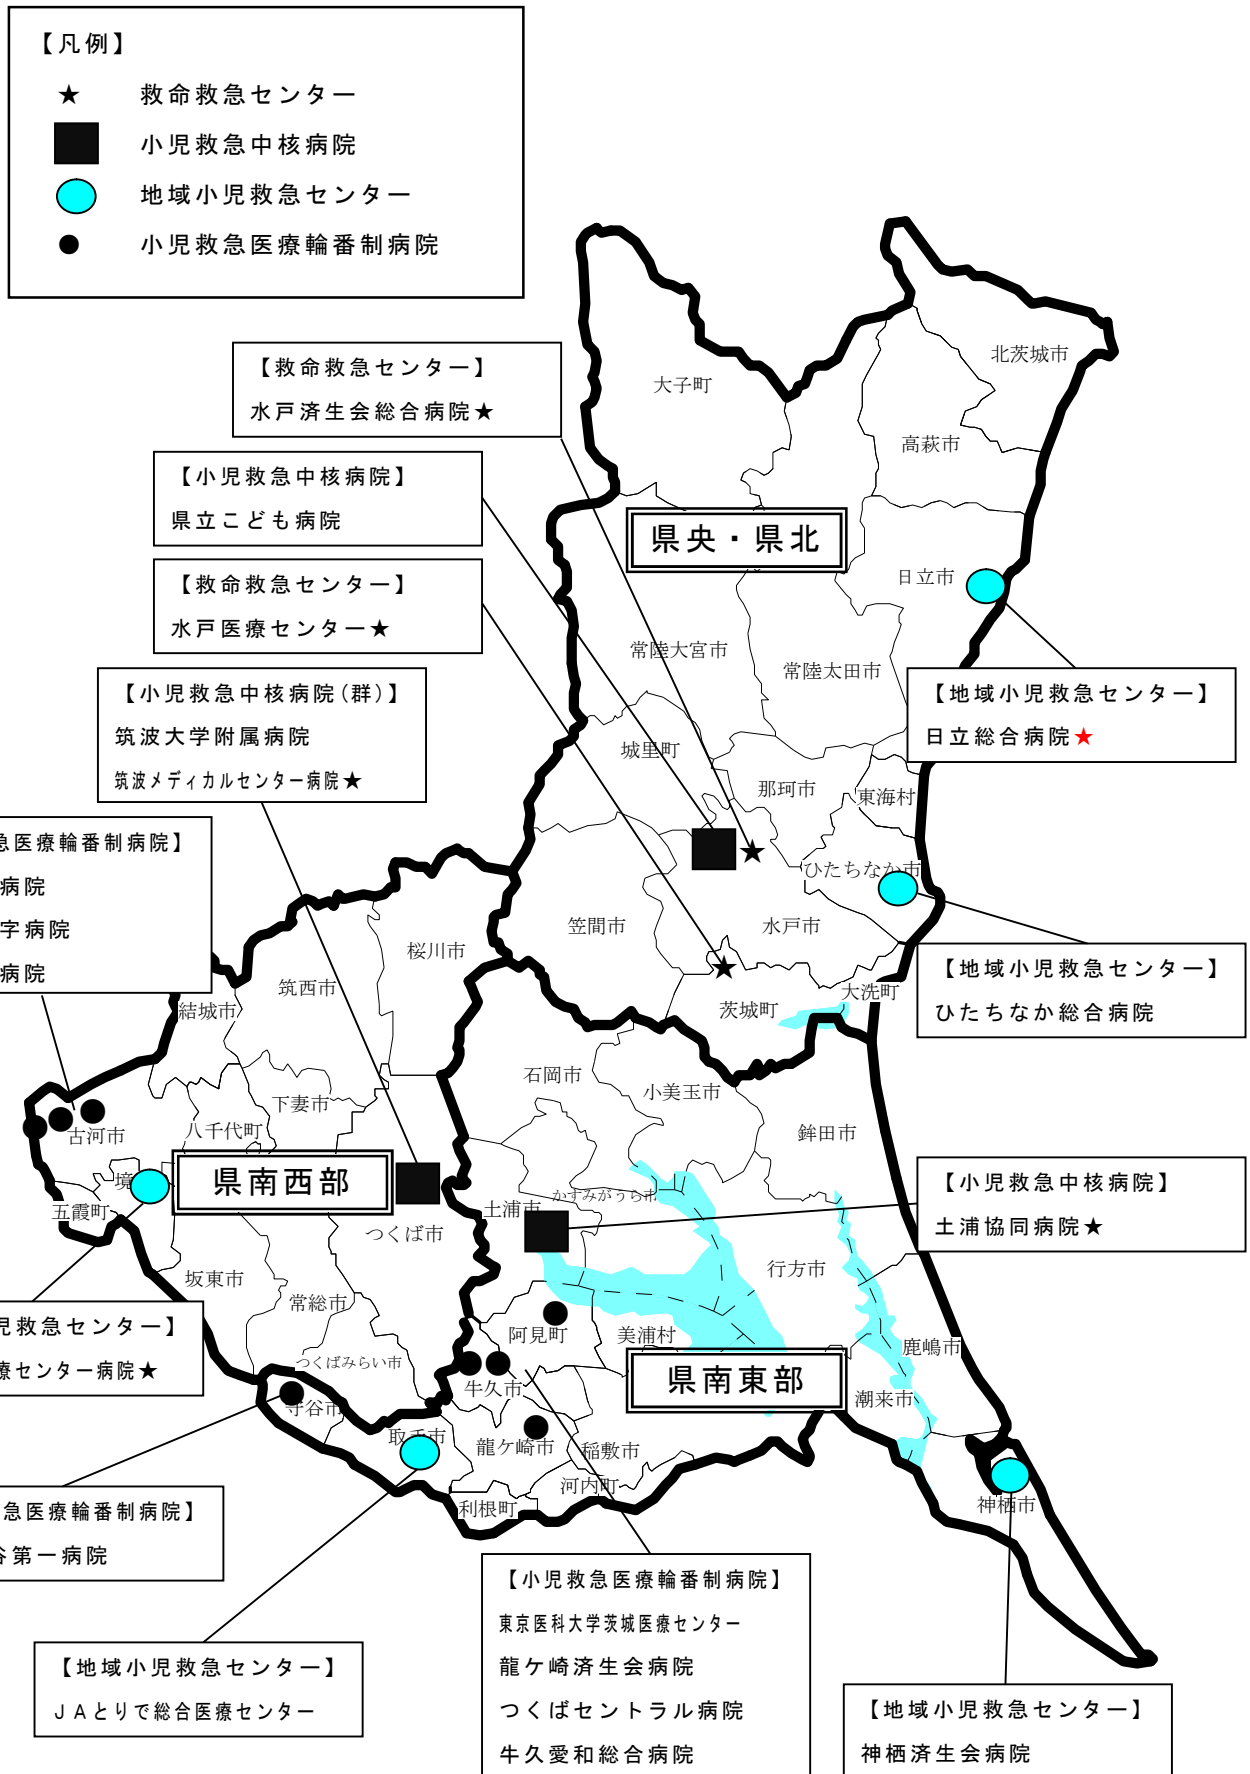 【凡例】
★ 救命救急センター
小児救急中核病院
地域小児救急センター
● 小児救急医療輪番制病院
【救命救急センター】
水戸済生会総合病院★
【小児救急中核病院】
県立こども病院
【救命救急センター】
水戸医療センター★
【小児救急中核病院(群)】
筑波大学附属病院
筑波メディカルセンター病院★
急医療輪番制病院】
病院
字病院
病院
県央・県北
大子町
北茨城市
高萩市
日立市
常陸大宮市
常陸太田市
城里町
那珂市
東海村
ひたちなか市
笠間市
水戸市
茨城町
大洗町
【地域小児救急センター】
日立総合病院★
【地域小児救急センター】
ひたちなか総合病院
桜川市
筑西市
結城市
下妻市
八千代町
古河市
境
五霞町
県南西部
つくば市
坂東市
常総市
つくばみらい市
守谷市
取手市
石岡市
小美玉市
鉾田市
かすみがうら市
土浦市
行方市
阿見町
美浦村
県南東部
鹿嶋市
潮来市
牛久市
龍ケ崎市
稲敷市
河内町
利根町
神栖市
【小児救急中核病院】
土浦協同病院★
児救急センター】
療センター病院★
急医療輪番制病院】
谷第一病院
【地域小児救急センター】
ＪＡとりで総合医療センター
【小児救急医療輪番制病院】
東京医科大学茨城医療センター
龍ケ崎済生会病院
つくばセントラル病院
牛久愛和総合病院
【地域小児救急センター】
神栖済生会病院